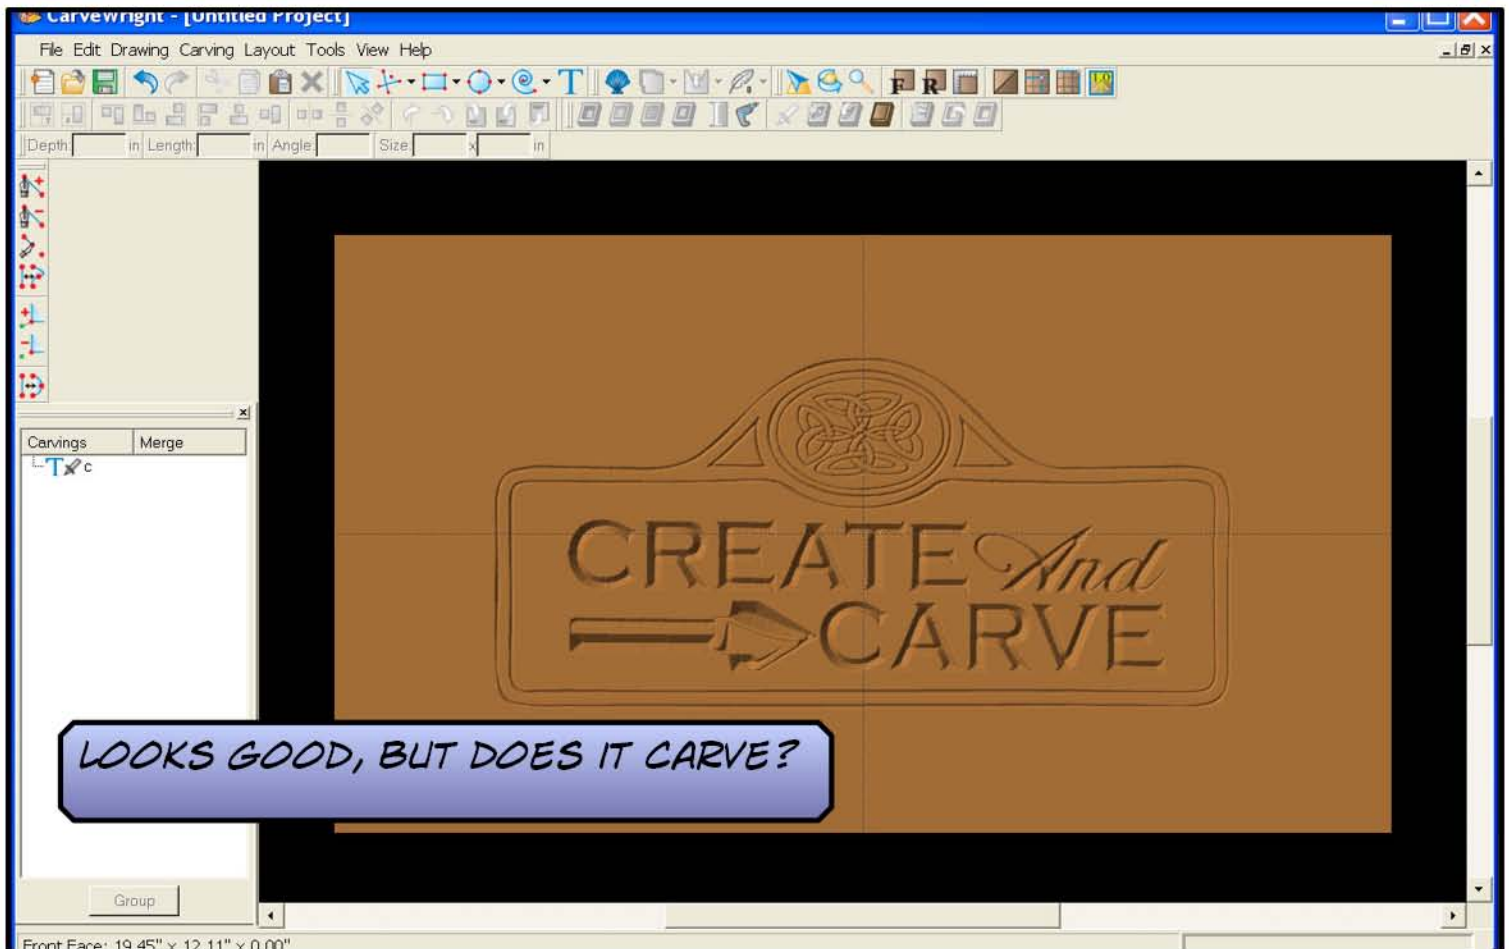 CarveWright - [Untitled Project]
File Edit Drawing Carving Layout Tools View Help
T
F R
Depth: in Length: in Angle: Size: x in
Carvings Merge
T c
CREATE And
CARVE
LOOKS GOOD, BUT DOES IT CARVE?
Group
Front Face: 19.45" x 12.11" x 0.00"